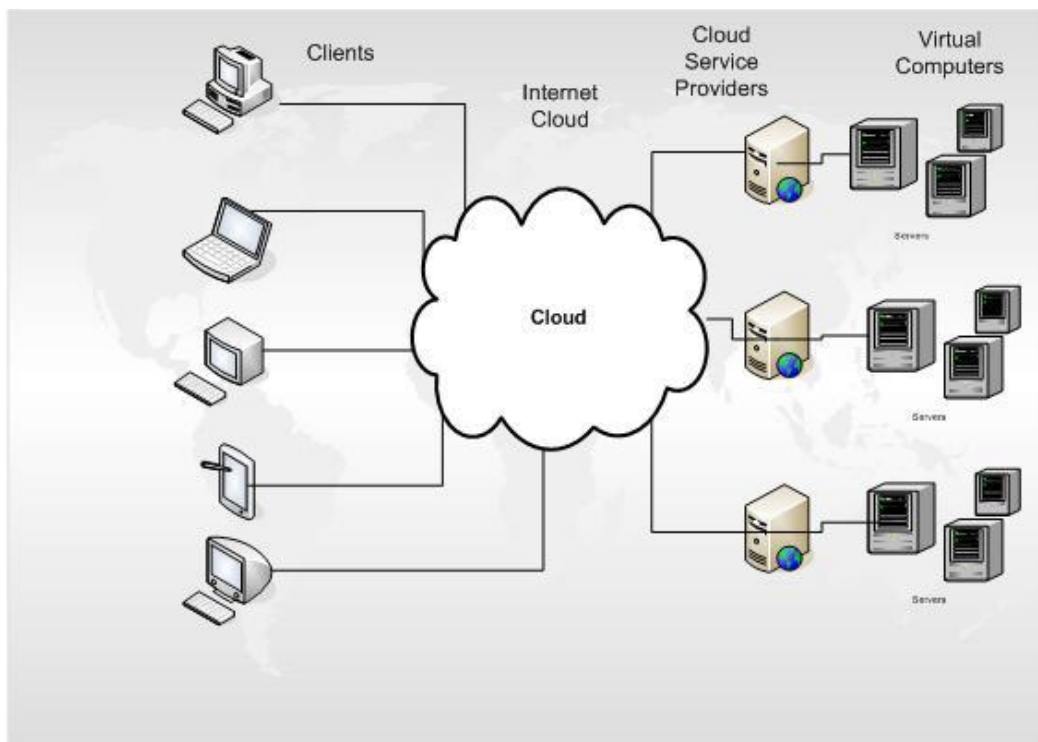 Clients
Internet
Cloud
Cloud
Service
Providers
Virtual
Computers
Cloud
Servers
Servers
Servers